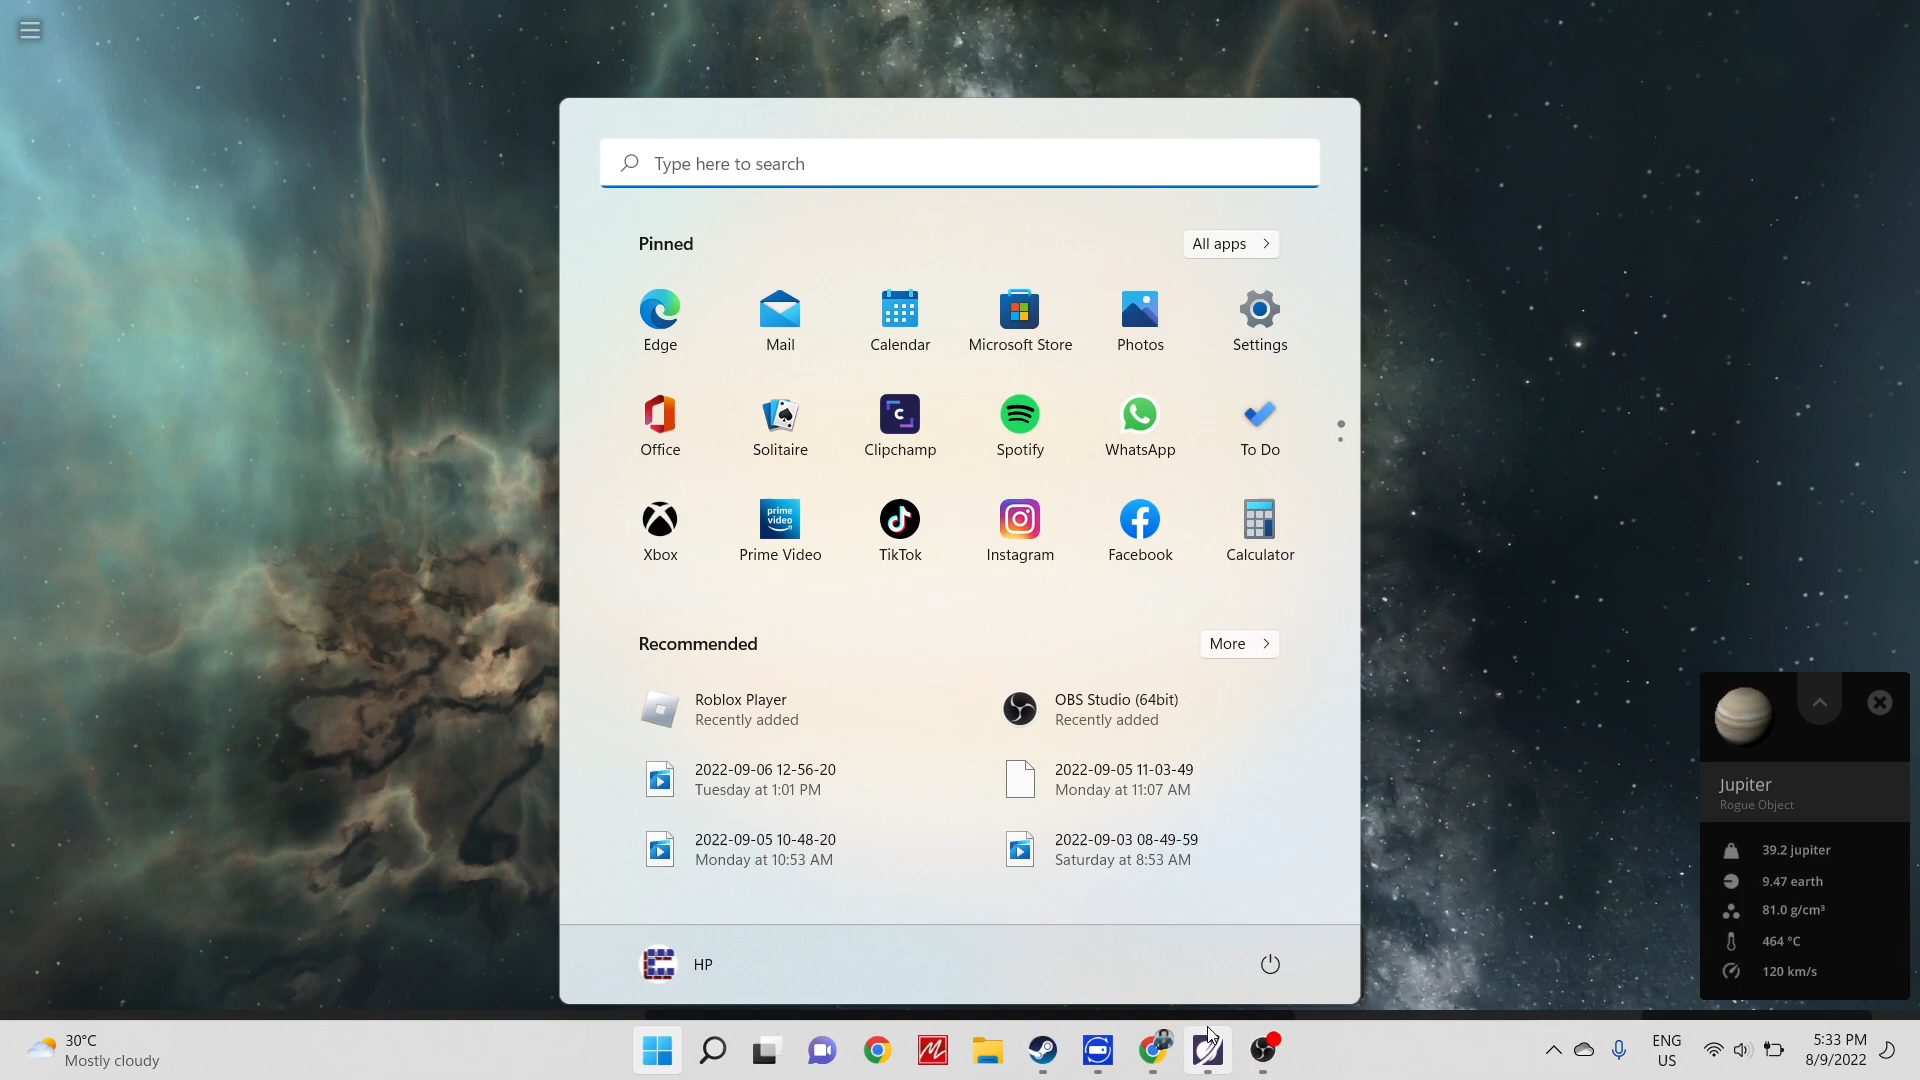 Type here to search
Pinned
All apps
Edge
Mail
Calendar
Microsoft Store
Photos
Settings
Office
Solitaire
Clipchamp
Spotify
WhatsApp
To Do
prime video
Xbox
Prime Video
TikTok
Instagram
Facebook
Calculator
Recommended
More
Roblox Player
Recently added
OBS Studio (64bit)
Recently added
2022-09-06 12-56-20
Tuesday at 1:01 PM
2022-09-05 11-03-49
Monday at 11:07 AM
2022-09-05 10-48-20
Monday at 10:53 AM
2022-09-03 08-49-59
Saturday at 8:53 AM
HP
Jupiter
Rogue Object
39.2 jupiter
9.47 earth
81.0 g/cm³
464 °C
120 km/s
30°C
Mostly cloudy
ENG
US
5:33 PM
8/9/2022